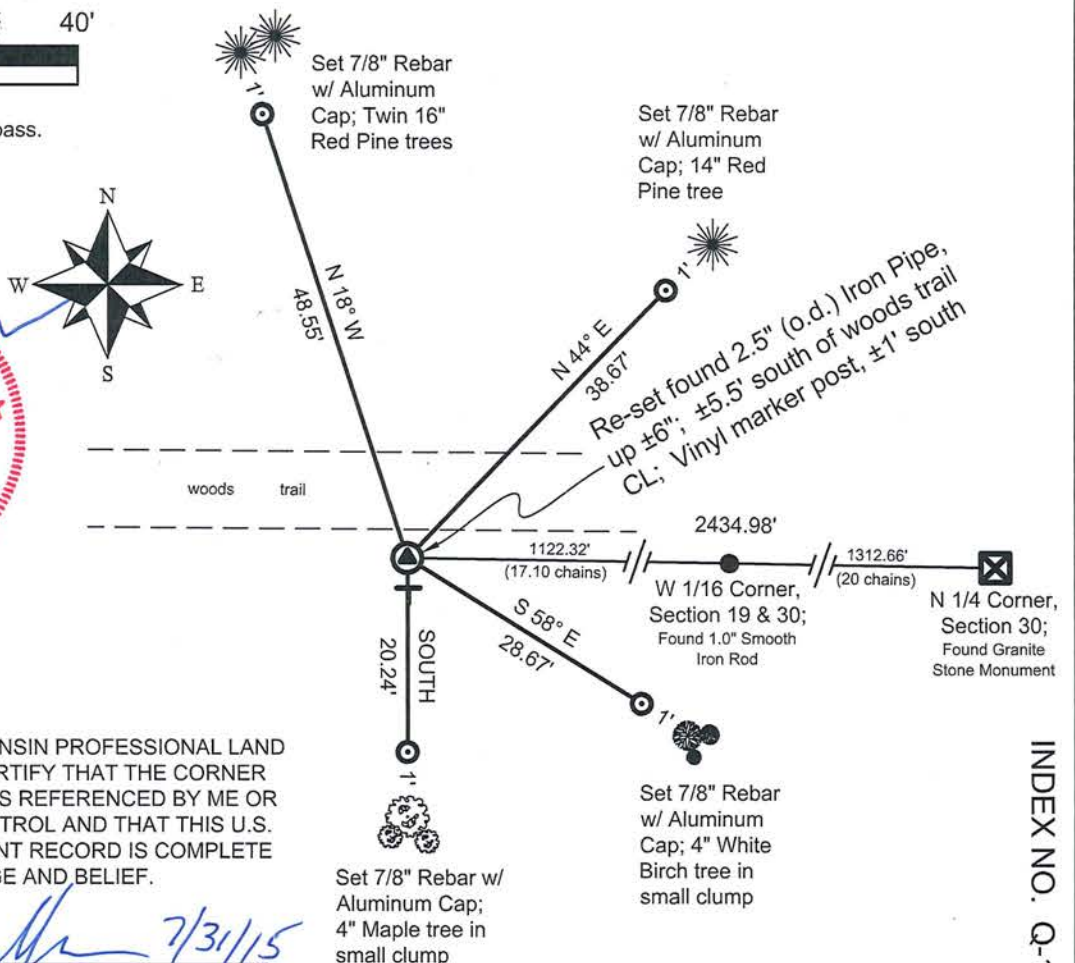 40'
pass.
N
W
E
S
1'
Set 7/8" Rebar
w/ Aluminum
Cap; Twin 16"
Red Pine trees
Set 7/8" Rebar
w/ Aluminum
Cap; 14" Red
Pine tree
1'
N 18° W
48.55'
N 44° E
38.67'
Re-set found 2.5" (o.d.) Iron Pipe,
up ±6"; ±5.5' south of woods trail
CL; Vinyl marker post, ±1' south
woods trail
2434.98'
1122.32'
(17.10 chains)
1312.66'
(20 chains)
W 1/16 Corner,
Section 19 & 30;
Found 1.0" Smooth
Iron Rod
N 1/4 Corner,
Section 30;
Found Granite
Stone Monument
S 58° E
28.67'
SOUTH
20.24'
1'
1'
Set 7/8" Rebar
w/ Aluminum
Cap; 4" White
Birch tree in
small clump
Set 7/8" Rebar w/
Aluminum Cap;
4" Maple tree in
small clump
NSIN PROFESSIONAL LAND
RTIFY THAT THE CORNER
S REFERENCED BY ME OR
TROL AND THAT THIS U.S.
NT RECORD IS COMPLETE
GE AND BELIEF.
7/31/15
INDEX NO. Q-